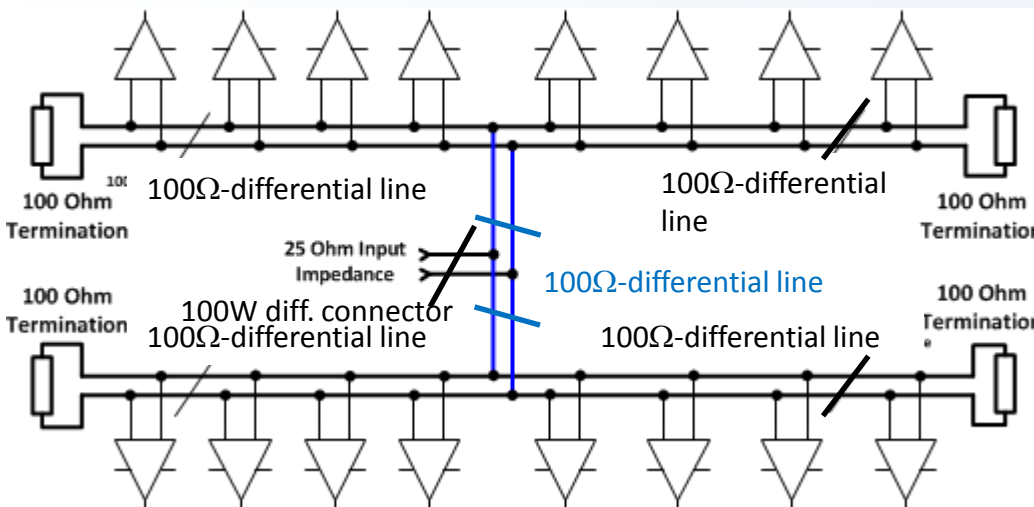 100
100Ω-differential line
100Ω-differential
line
100 Ohm
Termination
100 Ohm
Termination
25 Ohm Input
Impedance
100Ω-differential line
100W diff. connector
100 Ohm
Termination
100 Ohm
Termination
e
100Ω-differential line
100Ω-differential line